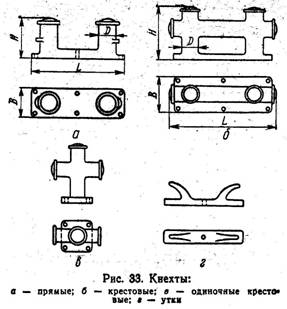 H
D
L
B
а
H
D
B
L
б
в
г
Рис. 33. Кнехты:
а — прямые; б — крестовые; в — одиночные кресто-
вые; г — утки